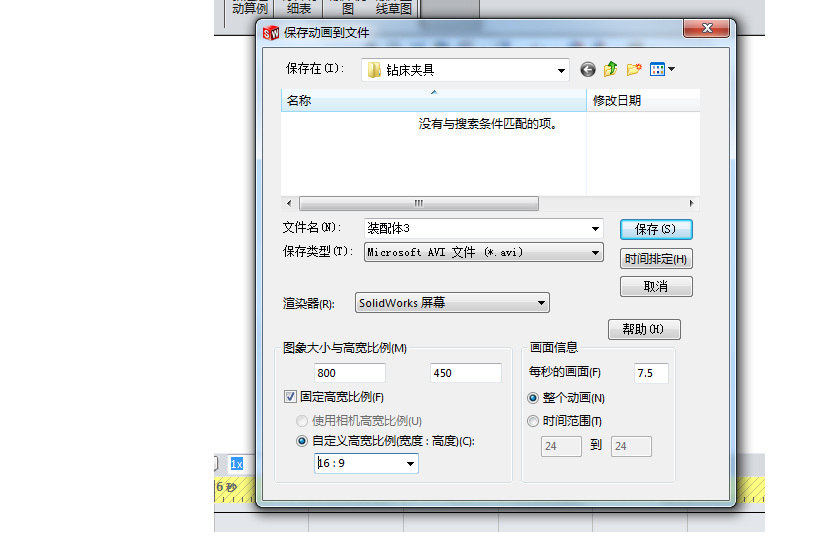 动算例 细表 图 线草图
保存动画到文件
保存在(I): 钻床夹具
名称 修改日期
没有与搜索条件匹配的项。
文件名(N): 装配体3 保存(S)
保存类型(T): Microsoft AVI 文件 (*.avi) 时间排定(H)
取消
渲染器(R): SolidWorks 屏幕
帮助(H)
图象大小与高宽比例(M) 画面信息
800 450 每秒的画面(F) 7.5
固定高宽比例(F) 整个动画(N)
使用相机高宽比例(U) 时间范围(T)
自定义高宽比例(宽度 : 高度)(C): 24 到 24
16 : 9
1x
6 秒